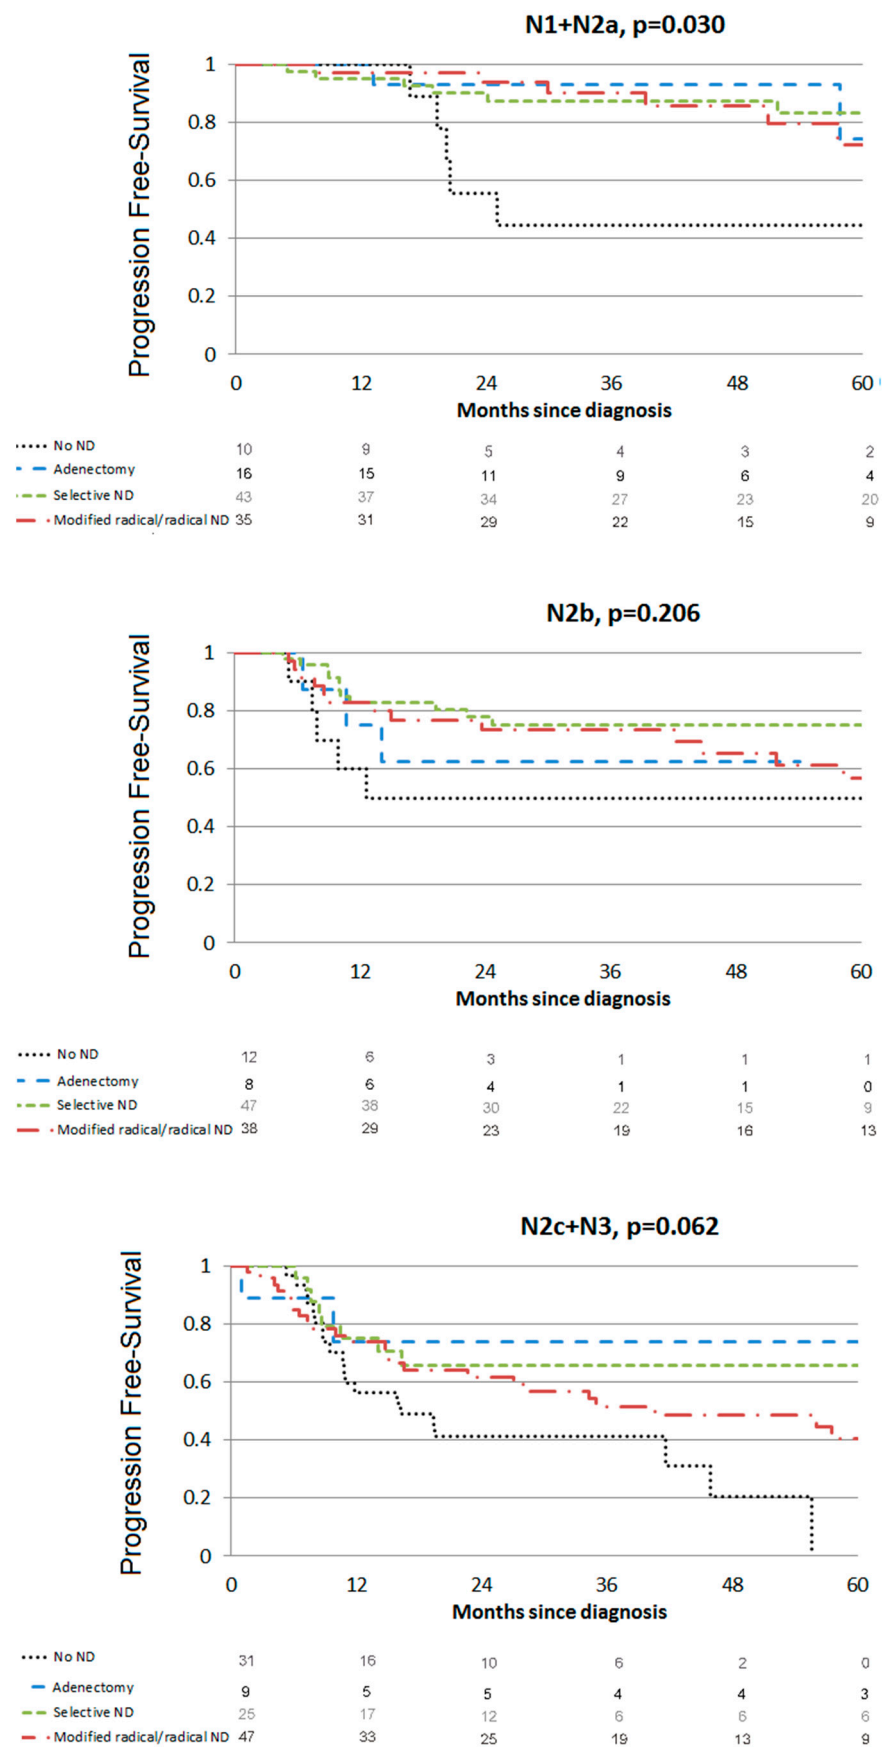 N1+N2a, p=0.030
Progression Free-Survival
1
0.8
0.6
0.4
0.2
0
0 12 24 36 48 60
Months since diagnosis
No ND 10 9 5 4 3 2
Adenectomy 16 15 11 9 6 4
Selective ND 43 37 34 27 23 20
Modified radical/radical ND 35 31 29 22 15 9
N2b, p=0.206
Progression Free-Survival
1
0.8
0.6
0.4
0.2
0
0 12 24 36 48 60
Months since diagnosis
No ND 12 6 3 1 1 1
Adenectomy 8 6 4 1 1 0
Selective ND 47 38 30 22 15 9
Modified radical/radical ND 38 29 23 19 16 13
N2c+N3, p=0.062
Progression Free-Survival
1
0.8
0.6
0.4
0.2
0
0 12 24 36 48 60
Months since diagnosis
No ND 31 16 10 6 2 0
Adenectomy 9 5 5 4 4 3
Selective ND 25 17 12 6 6 6
Modified radical/radical ND 47 33 25 19 13 9